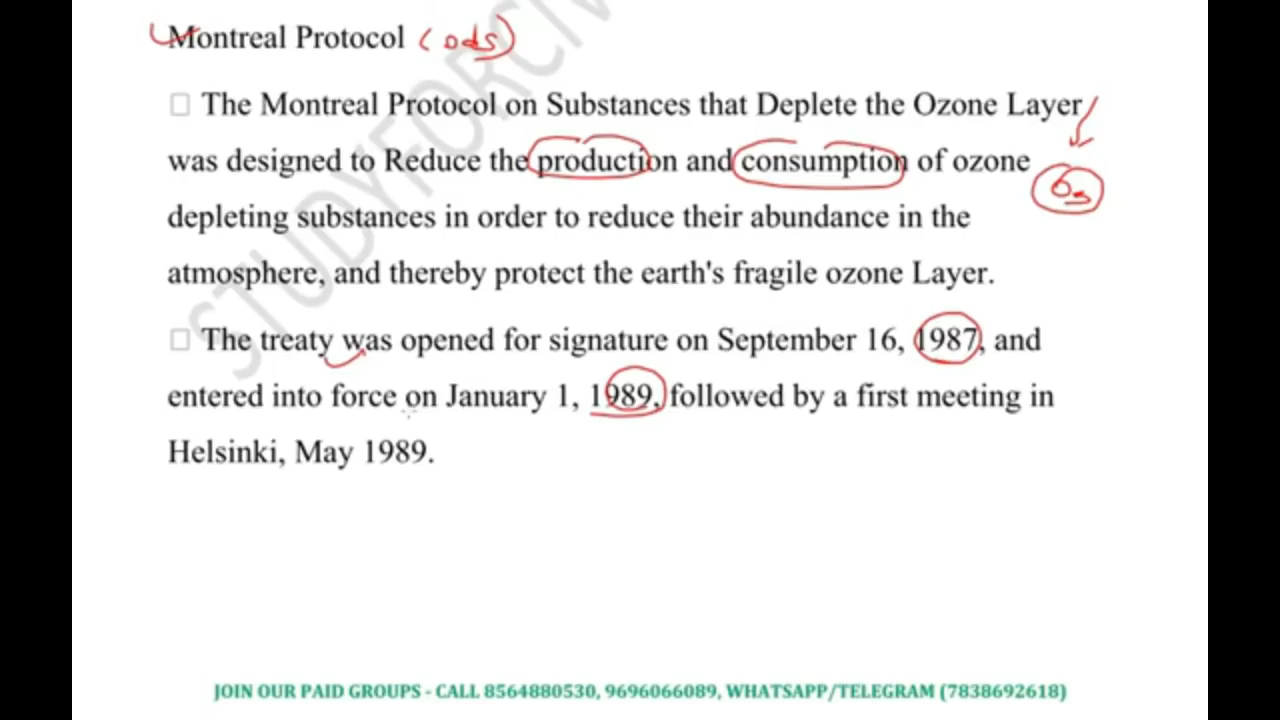 Montreal Protocol (ods)
The Montreal Protocol on Substances that Deplete the Ozone Layer
was designed to Reduce the production and consumption of ozone
O3
depleting substances in order to reduce their abundance in the
atmosphere, and thereby protect the earth's fragile ozone Layer.
The treaty was opened for signature on September 16, 1987, and
entered into force on January 1, 1989, followed by a first meeting in
Helsinki, May 1989.
STUDYFORCIV
JOIN OUR PAID GROUPS - CALL 8564880530, 9696066089, WHATSAPP/TELEGRAM (7838692618)